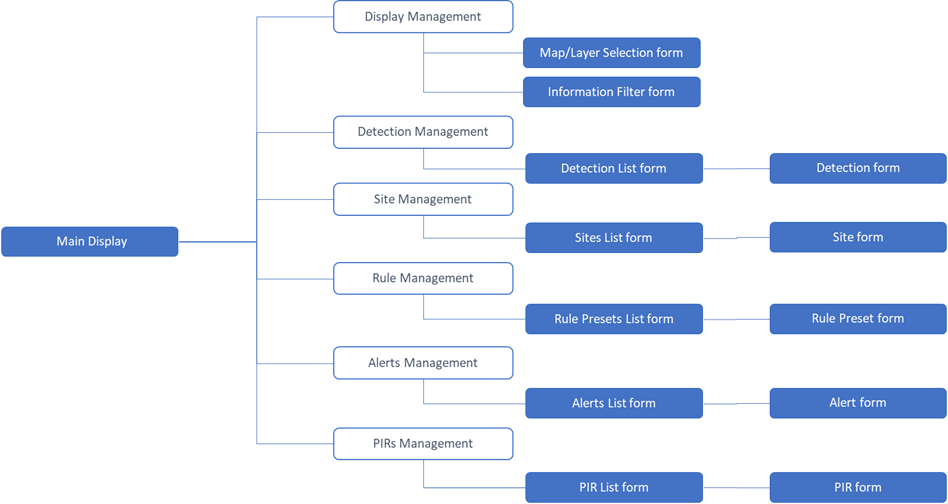 Display Management
Map/Layer Selection form
Information Filter form
Detection Management
Detection List form
Detection form
Site Management
Sites List form
Site form
Main Display
Rule Management
Rule Presets List form
Rule Preset form
Alerts Management
Alerts List form
Alert form
PIRs Management
PIR List form
PIR form